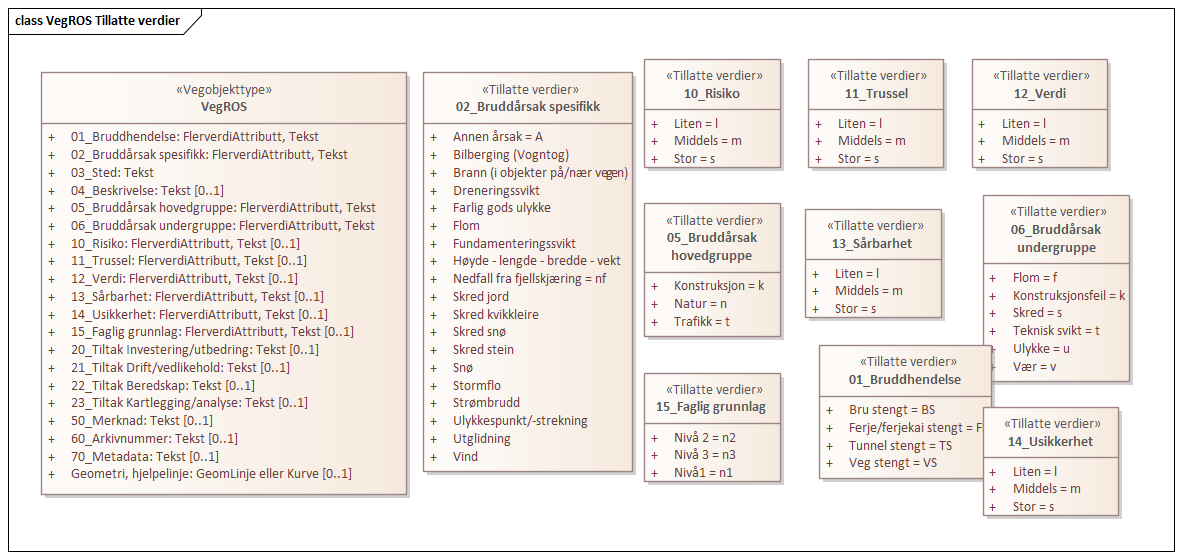 class VegROS Tillatte verdier
«Vegobjekttype»
VegROS
+ 01_Bruddhendelse: FlerverdiAttributt, Tekst
+ 02_Bruddårsak spesifikk: FlerverdiAttributt, Tekst
+ 03_Sted: Tekst
+ 04_Beskrivelse: Tekst [0..1]
+ 05_Bruddårsak hovedgruppe: FlerverdiAttributt, Tekst
+ 06_Bruddårsak undergruppe: FlerverdiAttributt, Tekst
+ 10_Risiko: FlerverdiAttributt, Tekst [0..1]
+ 11_Trussel: FlerverdiAttributt, Tekst [0..1]
+ 12_Verdi: FlerverdiAttributt, Tekst [0..1]
+ 13_Sårbarhet: FlerverdiAttributt, Tekst [0..1]
+ 14_Usikkerhet: FlerverdiAttributt, Tekst [0..1]
+ 15_Faglig grunnlag: FlerverdiAttributt, Tekst [0..1]
+ 20_Tiltak Investering/utbedring: Tekst [0..1]
+ 21_Tiltak Drift/vedlikehold: Tekst [0..1]
+ 22_Tiltak Beredskap: Tekst [0..1]
+ 23_Tiltak Kartlegging/analyse: Tekst [0..1]
+ 50_Merknad: Tekst [0..1]
+ 60_Arkivnummer: Tekst [0..1]
+ 70_Metadata: Tekst [0..1]
+ Geometri, hjelpelinje: GeomLinje eller Kurve [0..1]
«Tillatte verdier»
02_Bruddårsak spesifikk
+ Annen årsak = A
+ Bilberging (Vogntog)
+ Brann (i objekter på/nær vegen)
+ Dreneringssvikt
+ Farlig gods ulykke
+ Flom
+ Fundamenteringssvikt
+ Høyde - lengde - bredde - vekt
+ Nedfall fra fjellskjæring = nf
+ Skred jord
+ Skred kvikkleire
+ Skred snø
+ Skred stein
+ Snø
+ Stormflo
+ Strømbrudd
+ Ulykkespunkt/-strekning
+ Utglidning
+ Vind
«Tillatte verdier»
10_Risiko
+ Liten = l
+ Middels = m
+ Stor = s
«Tillatte verdier»
11_Trussel
+ Liten = l
+ Middels = m
+ Stor = s
«Tillatte verdier»
12_Verdi
+ Liten = l
+ Middels = m
+ Stor = s
«Tillatte verdier»
05_Bruddårsak
hovedgruppe
+ Konstruksjon = k
+ Natur = n
+ Trafikk = t
«Tillatte verdier»
13_Sårbarhet
+ Liten = l
+ Middels = m
+ Stor = s
«Tillatte verdier»
06_Bruddårsak
undergruppe
+ Flom = f
+ Konstruksjonsfeil = k
+ Skred = s
+ Teknisk svikt = t
+ Ulykke = u
+ Vær = v
«Tillatte verdier»
15_Faglig grunnlag
+ Nivå 2 = n2
+ Nivå 3 = n3
+ Nivå1 = n1
«Tillatte verdier»
01_Bruddhendelse
+ Bru stengt = BS
+ Ferje/ferjekai stengt =
+ Tunnel stengt = TS
+ Veg stengt = VS
«Tillatte verdier»
14_Usikkerhet
+ Liten = l
+ Middels = m
+ Stor = s